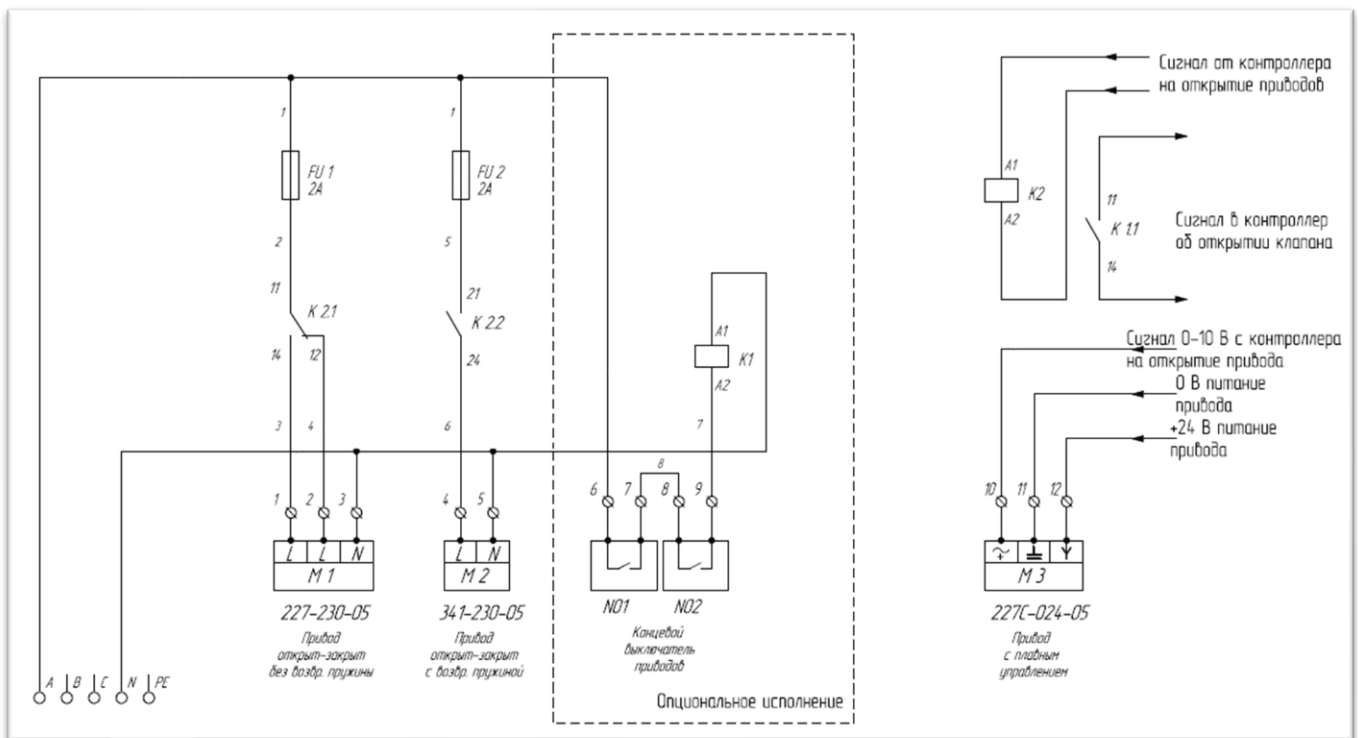 Сигнал от контроллера
на открытие приводов
1
1
FU 1
2A
FU 2
2A
A1
K2
A2
11
K 1.1
14
Сигнал в контроллер
об открытии клапана
2
5
11
K 2.1
14
12
21
K 2.2
24
A1
K1
A2
Сигнал 0-10 В с контроллера
на открытие привода
0 В питание
привода
+24 В питание
привода
3
4
6
7
8
1
2
3
4
5
6
7
8
9
10
11
12
L
L
N
M 1
L
N
M 2
M 3
227-230-05
Привод
открыт-закрыт
без возвр. пружины
341-230-05
Привод
открыт-закрыт
с возвр. пружиной
NO1
NO2
Концевой
выключатель
приводов
227С-024-05
Привод
с плавным
управлением
A
B
C
N
PE
Опциональное исполнение